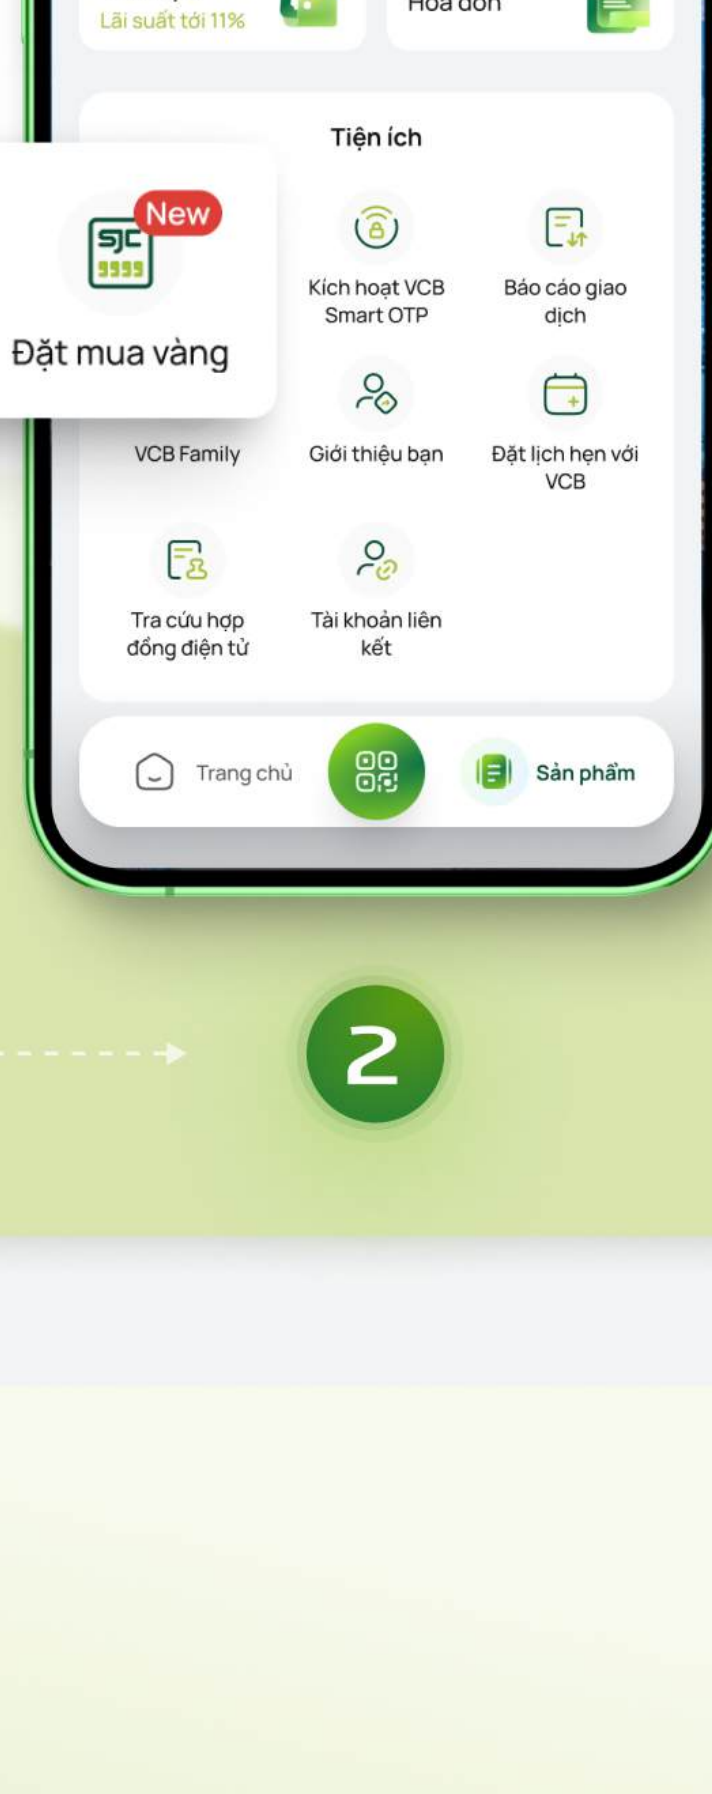 Lãi suất tới 11%
Hóa đơn
Tiện ích
New
SJC
9999
Đặt mua vàng
Kích hoạt VCB
Smart OTP
Báo cáo giao
dịch
VCB Family
Giới thiệu bạn
Đặt lịch hẹn với
VCB
Tra cứu hợp
đồng điện tử
Tài khoản liên
kết
Trang chủ
Sản phẩm
2